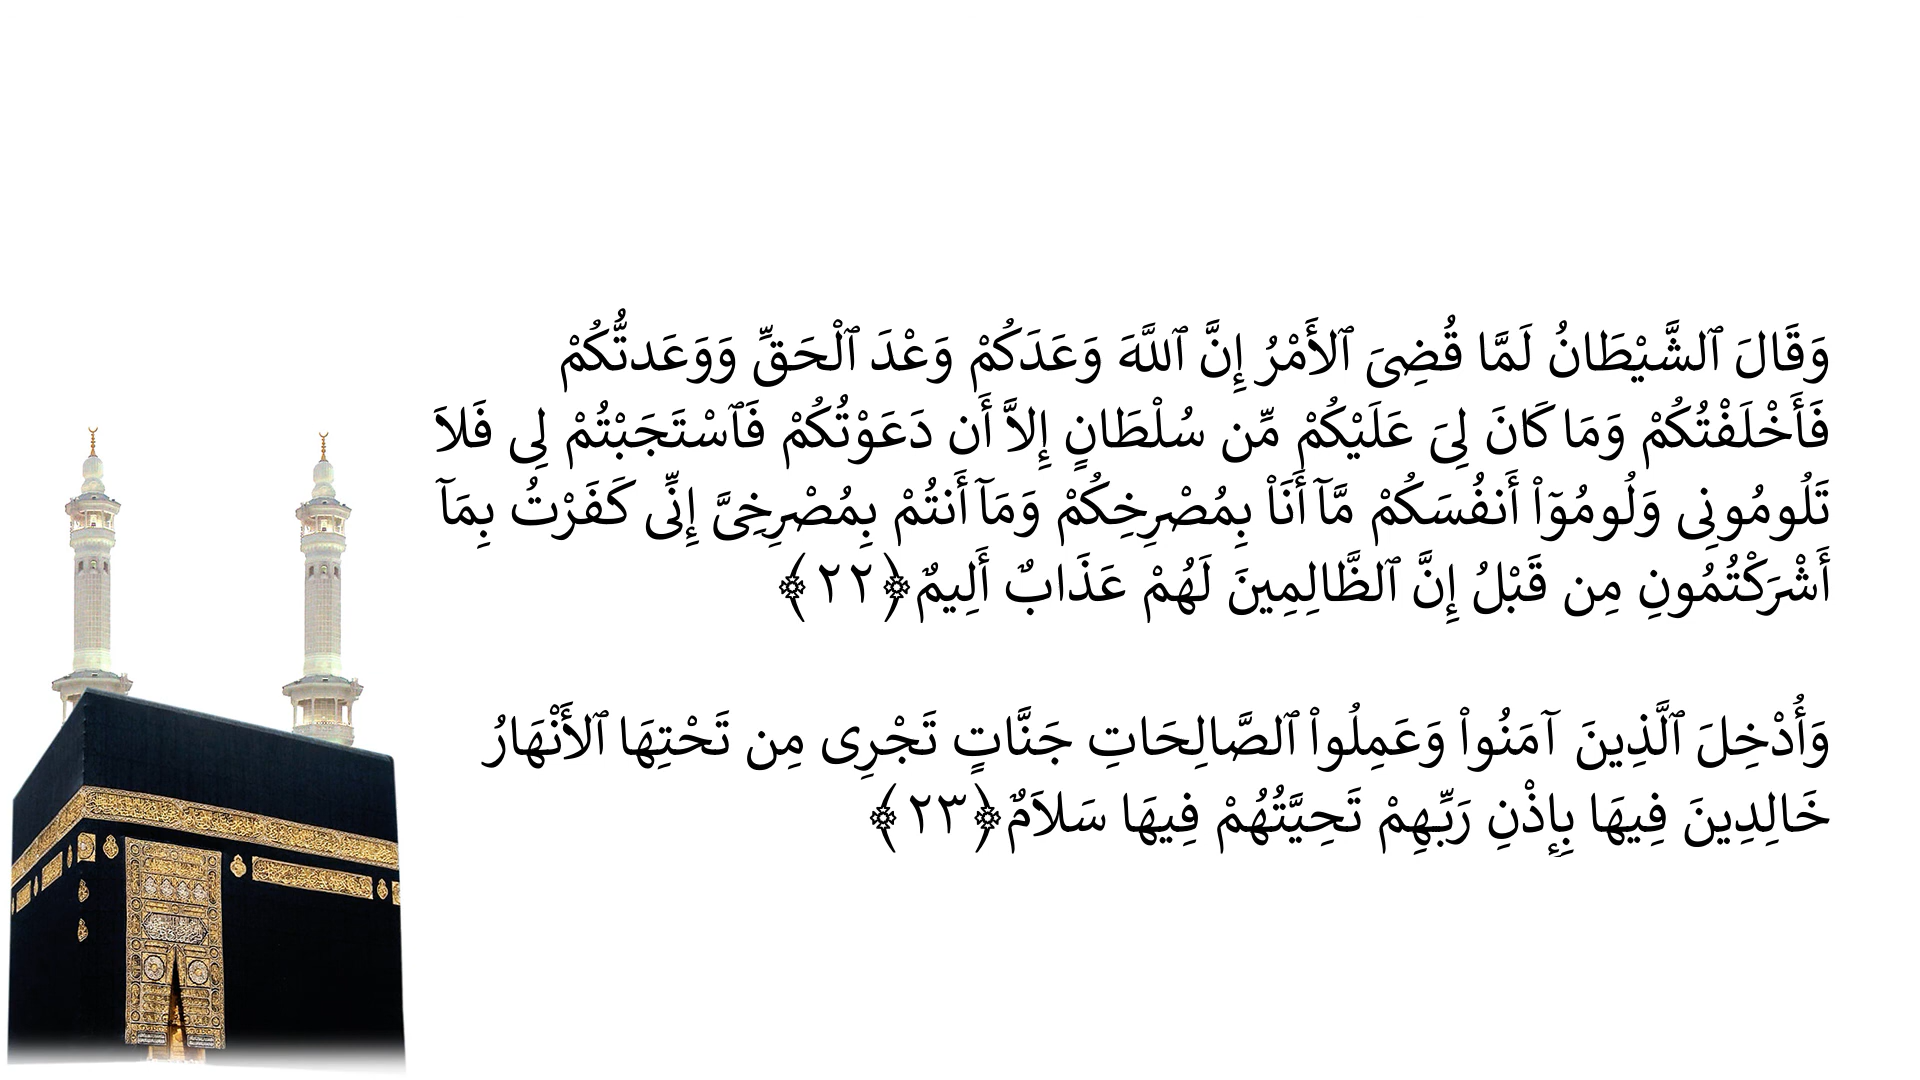 وَقَالَ ٱلشَّيْطَانُ لَمَّا قُضِىَ ٱلأَمْرُ إِنَّ ٱللَّهَ وَعَدَكُمْ وَعْدَ ٱلْحَقِّ وَوَعَدتُّكُمْ
فَأَخْلَفْتُكُمْ وَمَا كَانَ لِىَ عَلَيْكُمْ مِّن سُلْطَانٍ إِلاَّ أَن دَعَوْتُكُمْ فَٱسْتَجَبْتُمْ لِى فَلاَ
تَلُومُونِى وَلُومُوۤاْ أَنفُسَكُمْ مَّآ أَنَاْ بِمُصْرِخِكُمْ وَمَآ أَنتُمْ بِمُصْرِخِىَّ إِنِّى كَفَرْتُ بِمَآ
أَشْرَكْتُمُونِ مِن قَبْلُ إِنَّ ٱلظَّالِمِينَ لَهُمْ عَذَابٌ أَلِيمٌ ﴿٢٢﴾
وَأُدْخِلَ ٱلَّذِينَ آمَنُواْ وَعَمِلُواْ ٱلصَّالِحَاتِ جَنَّاتٍ تَجْرِى مِن تَحْتِهَا ٱلأَنْهَارُ
خَالِدِينَ فِيهَا بِإِذْنِ رَبِّهِمْ تَحِيَّتُهُمْ فِيهَا سَلاَمٌ ﴿٢٣﴾